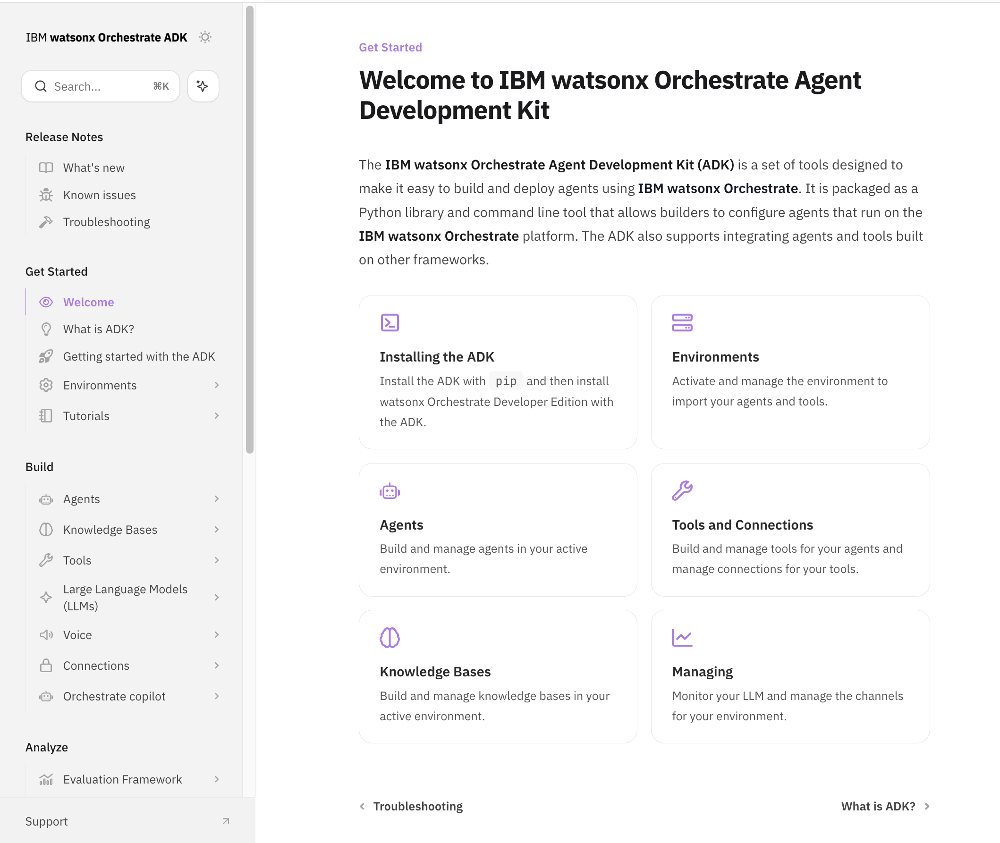 IBM watsonx Orchestrate ADK
Search... ⌘K
Release Notes
What's new
Known issues
Troubleshooting
Get Started
Welcome
What is ADK?
Getting started with the ADK
Environments
Tutorials
Build
Agents
Knowledge Bases
Tools
Large Language Models
(LLMs)
Voice
Connections
Orchestrate copilot
Analyze
Evaluation Framework
Support
Get Started
Welcome to IBM watsonx Orchestrate Agent
Development Kit
The IBM watsonx Orchestrate Agent Development Kit (ADK) is a set of tools designed to
make it easy to build and deploy agents using IBM watsonx Orchestrate. It is packaged as a
Python library and command line tool that allows builders to configure agents that run on the
IBM watsonx Orchestrate platform. The ADK also supports integrating agents and tools built
on other frameworks.
Installing the ADK
Install the ADK with pip and then install
watsonx Orchestrate Developer Edition with
the ADK.
Environments
Activate and manage the environment to
import your agents and tools.
Agents
Build and manage agents in your active
environment.
Tools and Connections
Build and manage tools for your agents and
manage connections for your tools.
Knowledge Bases
Build and manage knowledge bases in your
active environment.
Managing
Monitor your LLM and manage the channels
for your environment.
Troubleshooting
What is ADK?